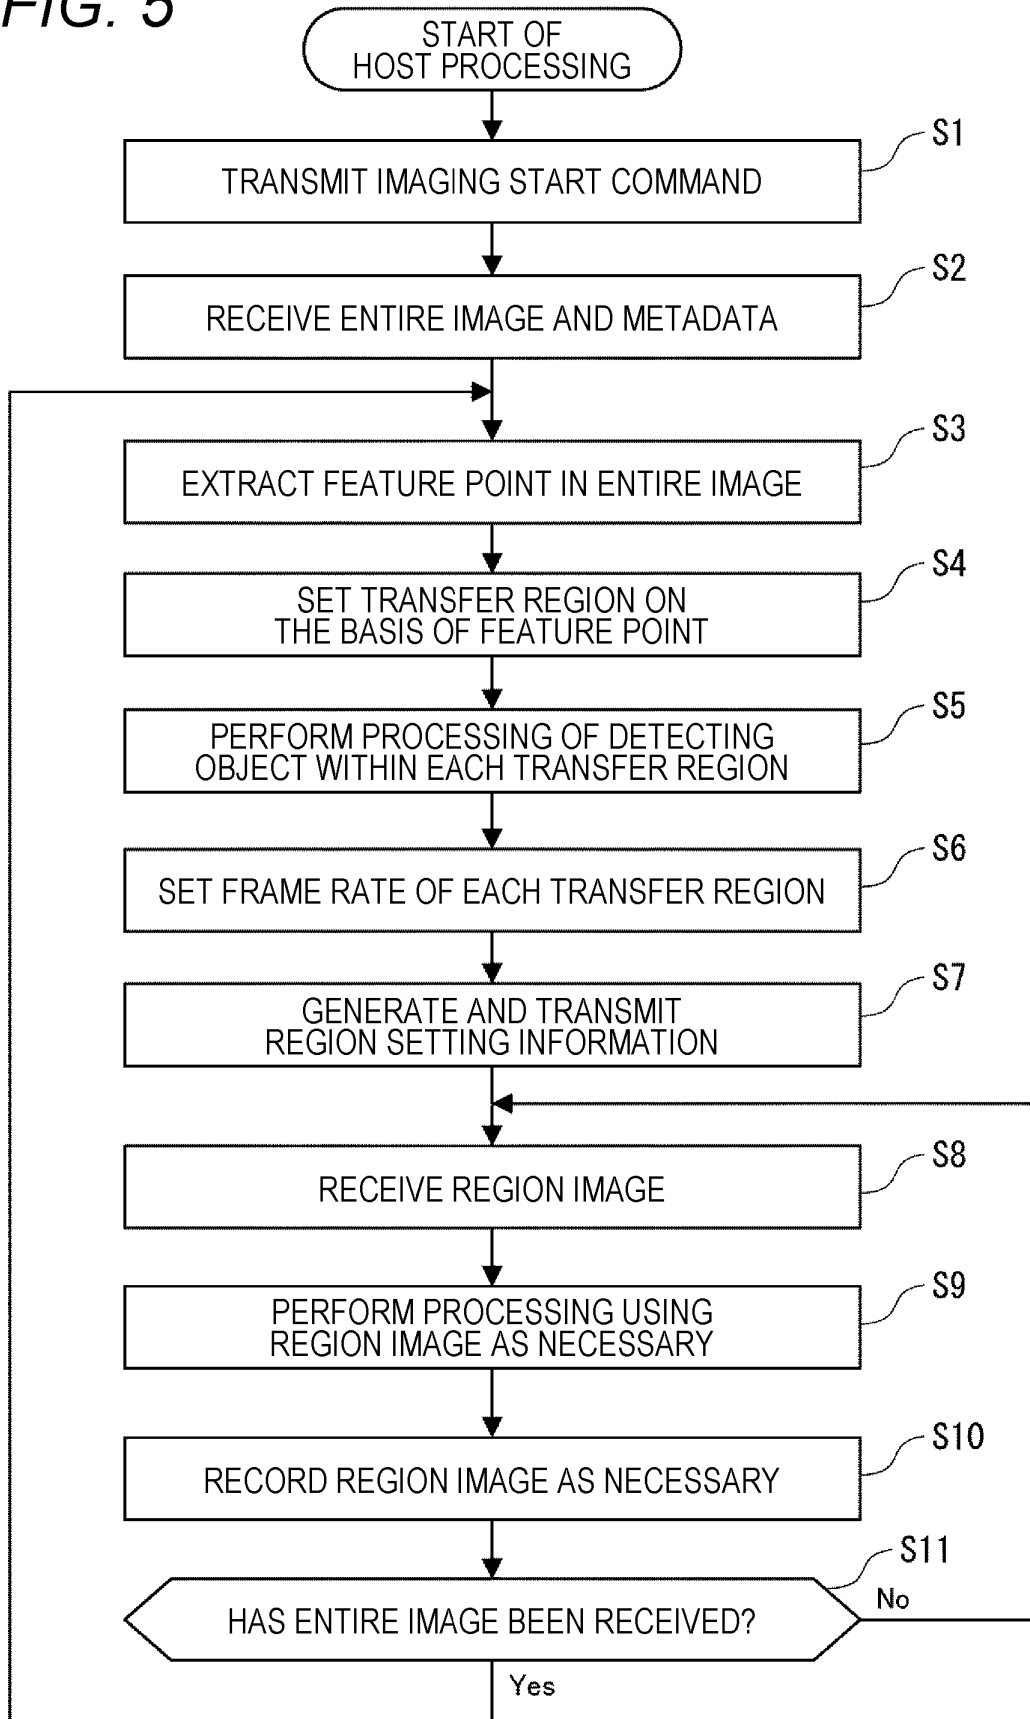 FIG. 5
START OF
HOST PROCESSING
S1
TRANSMIT IMAGING START COMMAND
S2
RECEIVE ENTIRE IMAGE AND METADATA
S3
EXTRACT FEATURE POINT IN ENTIRE IMAGE
S4
SET TRANSFER REGION ON
THE BASIS OF FEATURE POINT
S5
PERFORM PROCESSING OF DETECTING
OBJECT WITHIN EACH TRANSFER REGION
S6
SET FRAME RATE OF EACH TRANSFER REGION
S7
GENERATE AND TRANSMIT
REGION SETTING INFORMATION
S8
RECEIVE REGION IMAGE
S9
PERFORM PROCESSING USING
REGION IMAGE AS NECESSARY
S10
RECORD REGION IMAGE AS NECESSARY
S11
HAS ENTIRE IMAGE BEEN RECEIVED?
No
Yes